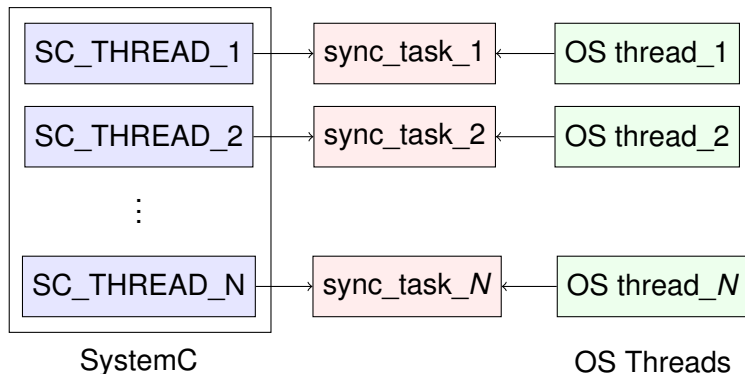 SC_THREAD_1 sync_task_1 OS thread_1
SC_THREAD_2 sync_task_2 OS thread_2
⋮
SC_THREAD_N sync_task_N OS thread_N
SystemC OS Threads